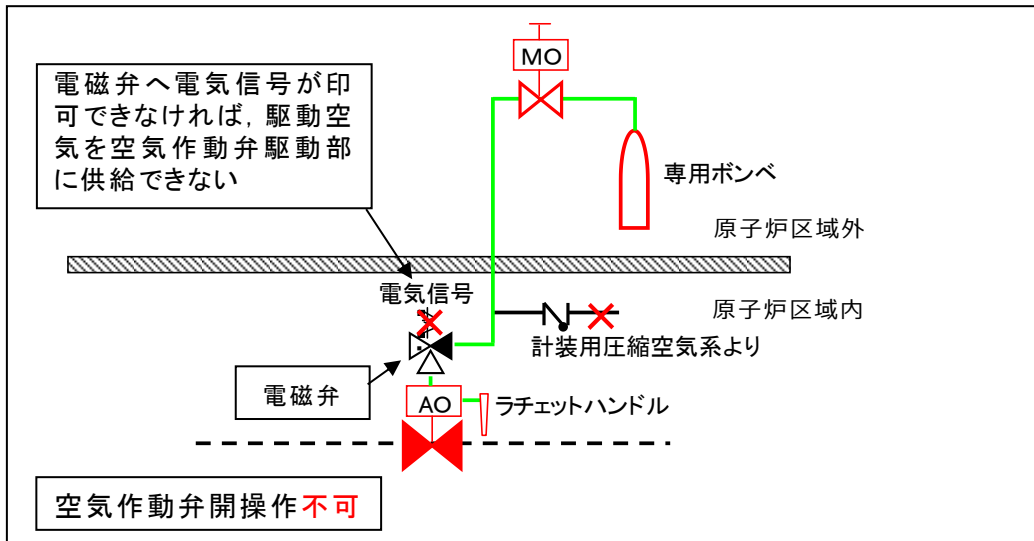 電磁弁へ電気信号が印
可できなければ，駆動空
気を空気作動弁駆動部
に供給できない
MO
専用ボンベ
原子炉区域外
電気信号
原子炉区域内
計装用圧縮空気系より
電磁弁
AO
ラチェットハンドル
空気作動弁開操作不可